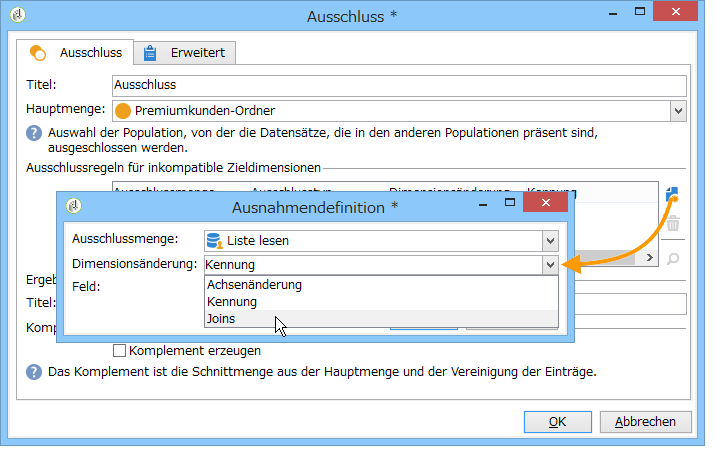 Ausschluss *
Ausschluss
Erweitert
Titel:
Ausschluss
Hauptmenge:
Premiumkunden-Ordner
Auswahl der Population, von der die Datensätze, die in den anderen Populationen präsent sind,
ausgeschlossen werden.
Ausschlussregeln für inkompatible Zieldimensionen
Ausnahmendefinition *
Ausschlussmenge:
Liste lesen
Dimensionsänderung:
Kennung
Feld:
Achsenänderung
Kennung
Joins
Titel:
Komplement erzeugen
Das Komplement ist die Schnittmenge aus der Hauptmenge und der Vereinigung der Einträge.
OK
Abbrechen